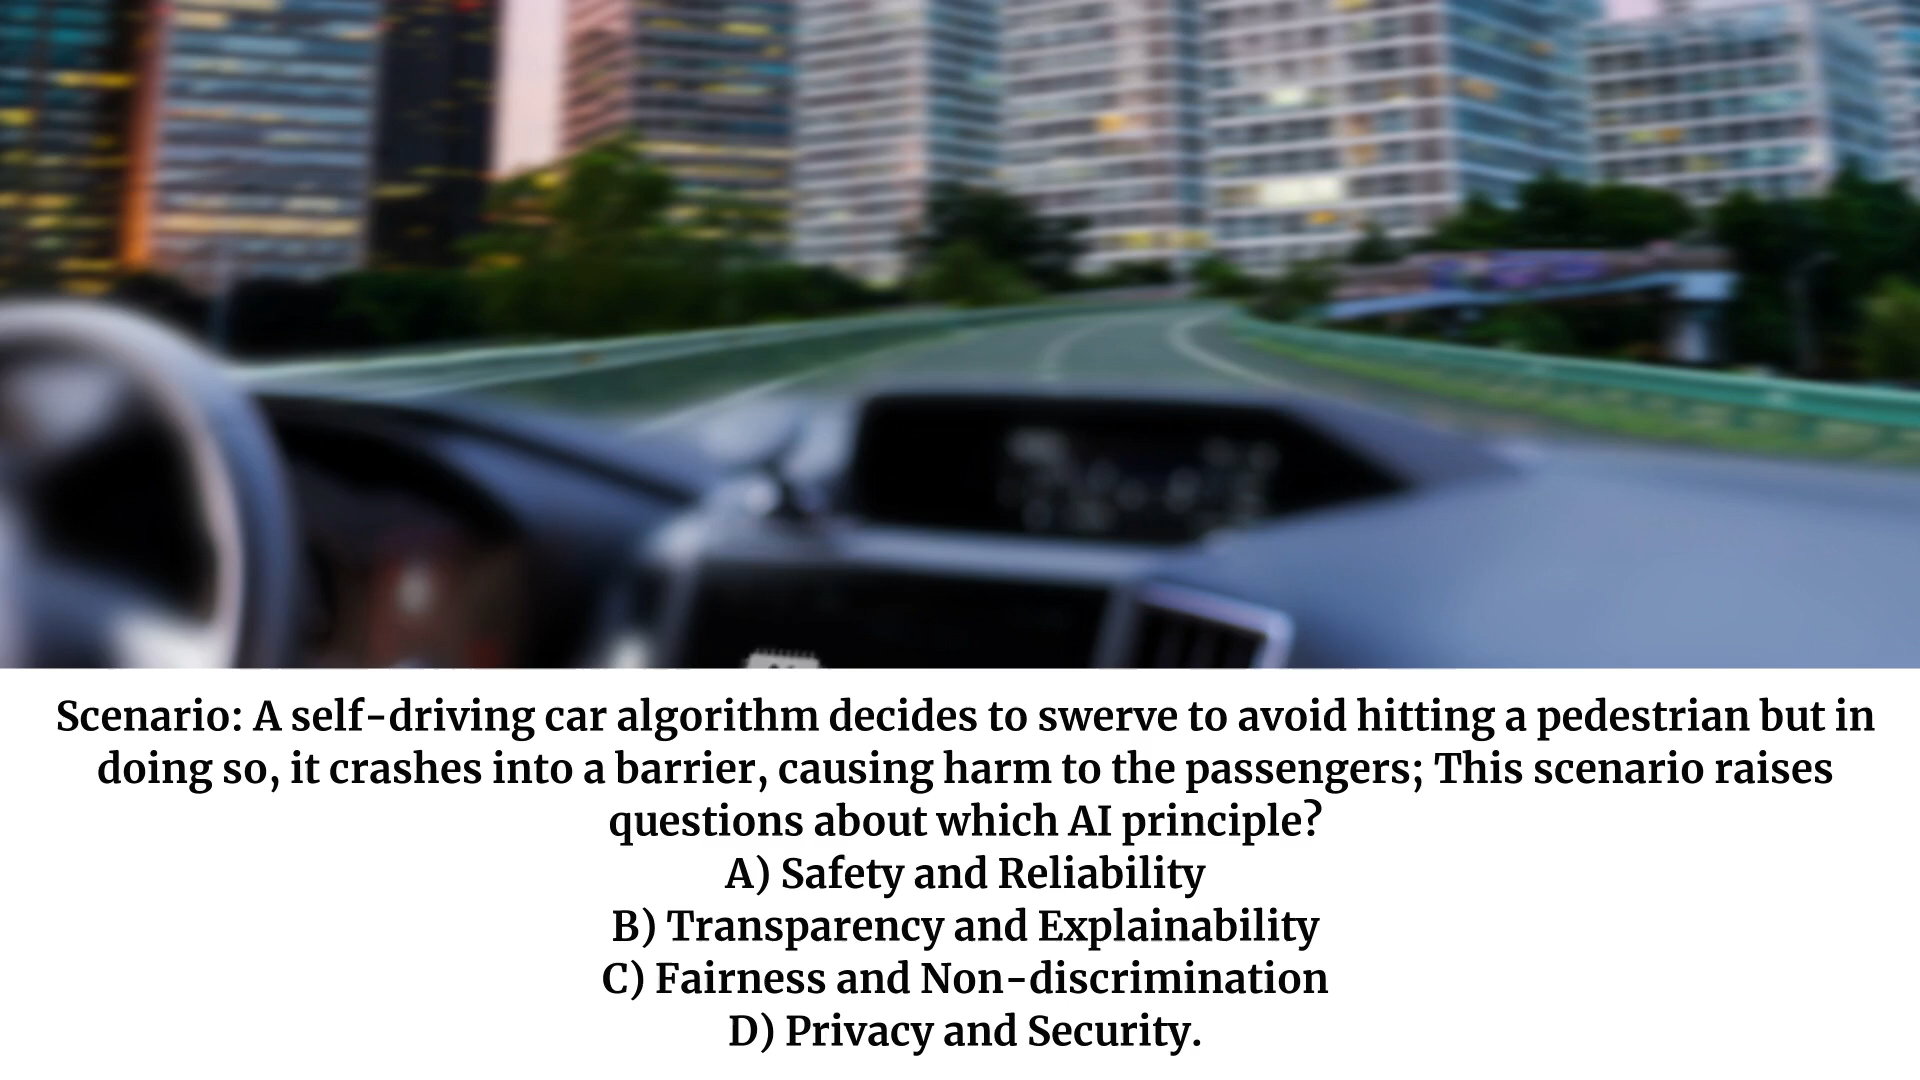 Scenario: A self-driving car algorithm decides to swerve to avoid hitting a pedestrian but in
doing so, it crashes into a barrier, causing harm to the passengers; This scenario raises
questions about which AI principle?
A) Safety and Reliability
B) Transparency and Explainability
C) Fairness and Non-discrimination
D) Privacy and Security.